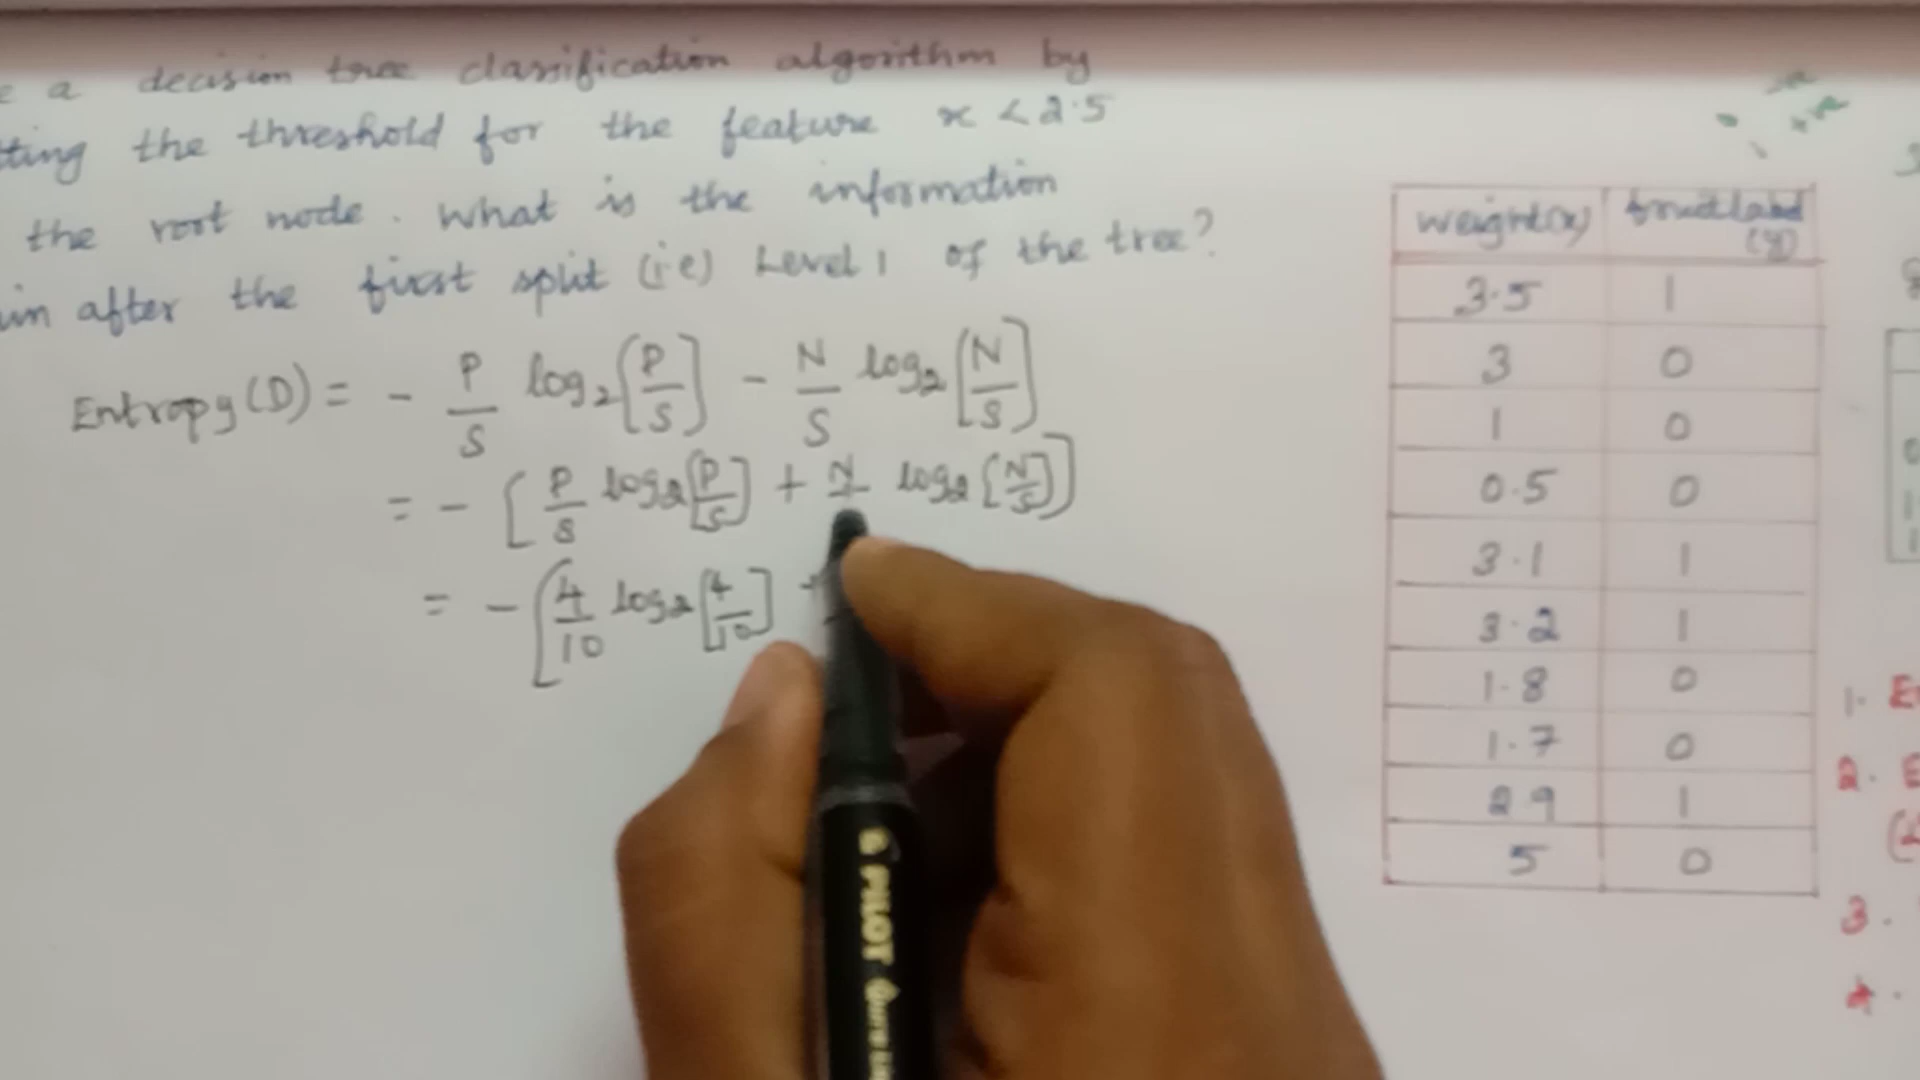 e a decision tree classification algorithm by
tting the threshold for the feature x < 2.5
the root node. What is the information
in after the first split (i.e) Level 1 of the tree?
Entropy (D) = - P/S log2 [P/S] - N/S log2 [N/S]
= - [P/S log2 [P/S] + N/ log2 [N/S]]
= - [4/10 log2 [4/10] +
weight(x) (y)
3.5 1
3 0
1 0
0.5 0
3.1 1
3.2 1
1.8 0
1.7 0
2.9 1
5 0
1. E
2. E
3.
4.
PILOT